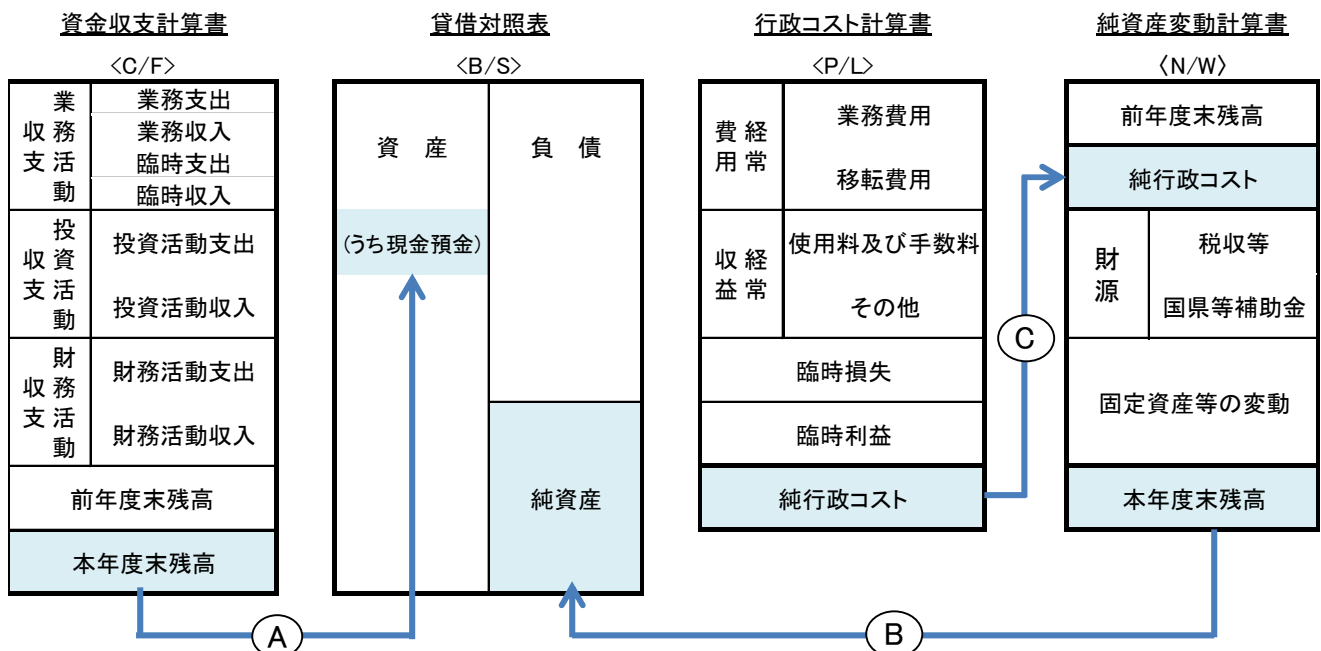 資金収支計算書
<C/F>
業務活動収支
業務支出
業務収入
臨時支出
臨時収入
投資活動収支
投資活動支出
投資活動収入
財務活動収支
財務活動支出
財務活動収入
前年度末残高
本年度末残高
貸借対照表
<B/S>
資 産
(うち現金預金)
負 債
純資産
行政コスト計算書
<P/L>
経常費用
業務費用
移転費用
経常収益
使用料及び手数料
その他
臨時損失
臨時利益
純行政コスト
純資産変動計算書
〈N/W〉
前年度末残高
純行政コスト
財源
税収等
国県等補助金
固定資産等の変動
本年度末残高
A
B
C